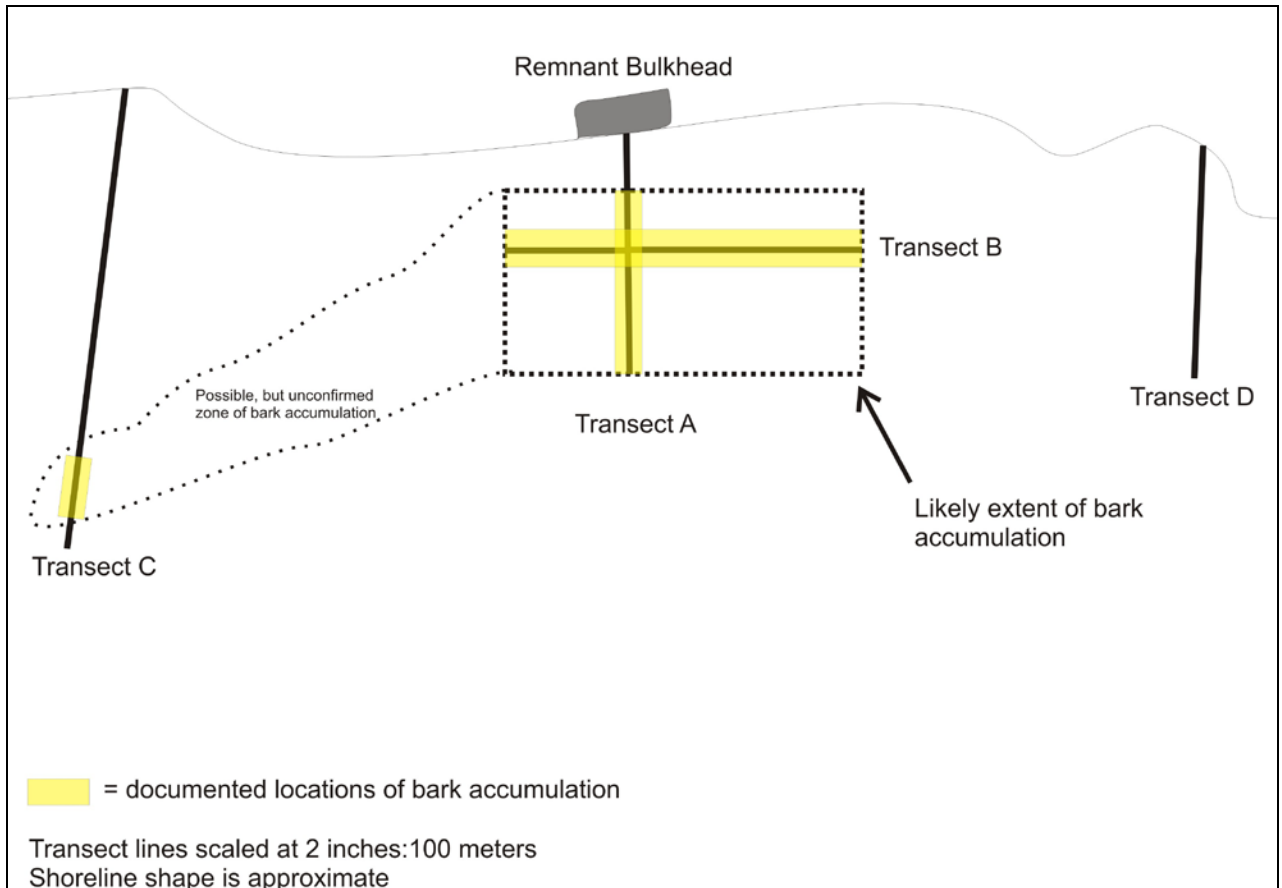 Remnant Bulkhead
Transect B
Possible, but unconfirmed
zone of bark accumulation
Transect D
Transect A
Likely extent of bark
accumulation
Transect C
= documented locations of bark accumulation
Transect lines scaled at 2 inches:100 meters
Shoreline shape is approximate